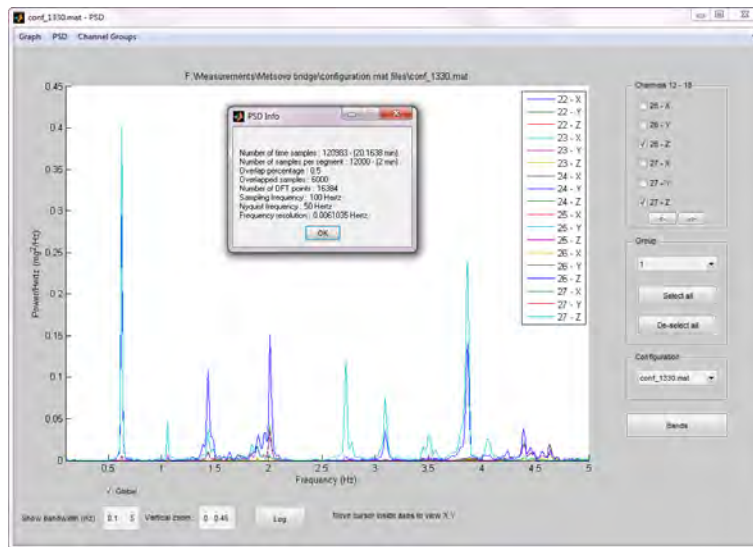 conf_1330.mat - PSD
Graph PSD Channel Groups
F:\Measurements\Metsovo bridge\configuration mat files\conf_1330.mat
PSD Info
Number of time samples : 120983 - (20.1638 min)
Number of samples per segment : 12000 - (2 min)
Overlap percentage : 0.5
Overlapped samples : 6000
Number of DFT points : 16384
Sampling frequency : 100 Hertz
Nyquist frequency : 50 Hertz
Frequency resolution : 0.0061035 Hertz
OK
22 - X
22 - Y
22 - Z
23 - X
23 - Y
23 - Z
24 - X
24 - Y
24 - Z
25 - X
25 - Y
25 - Z
26 - X
26 - Y
26 - Z
27 - X
27 - Y
27 - Z
Channels 13 - 18
26 - X
26 - Y
26 - Z
27 - X
27 - Y
27 - Z
Group
1
Select all
De-select all
Configuration
conf_1330.mat
Bands
Power/Hertz (mg²/Hz)
0.45
0.4
0.35
0.3
0.25
0.2
0.15
0.1
0.05
0
0.5 1 1.5 2 2.5 3 3.5 4 4.5 5
Frequency (Hz)
Global
Show bandwidth (Hz) 0.1 5 Vertical zoom : 0 0.45 Log Move cursor inside axes to view X,Y